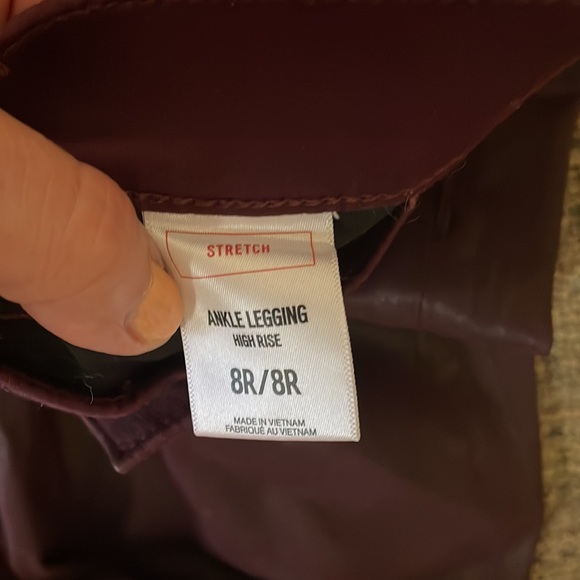 STRETCH
ANKLE LEGGING
HIGH RISE
8R/8R
MADE IN VIETNAM
FABRIQUÉ AU VIETNAM